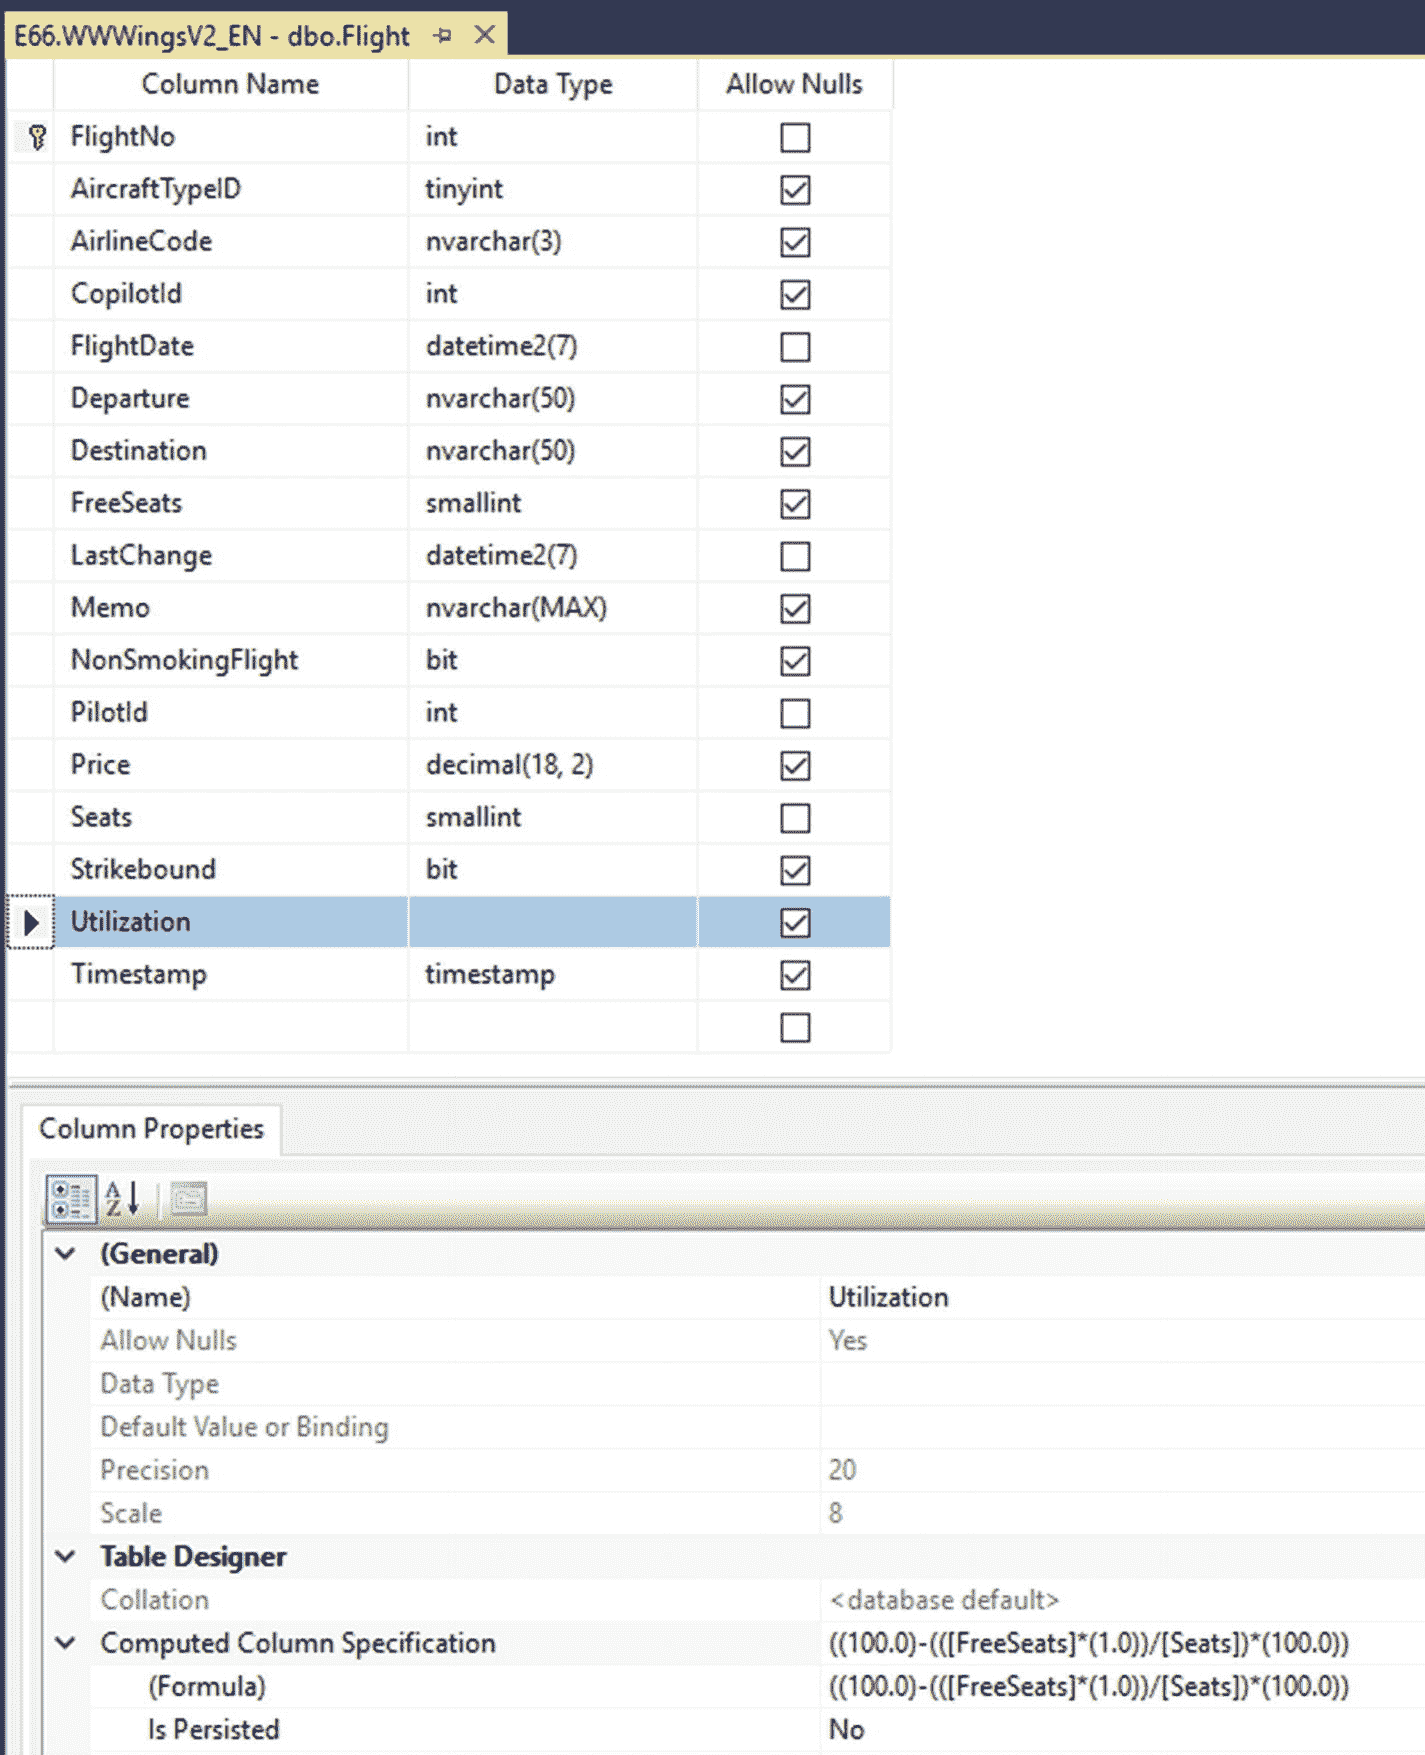 E66.WWWingsV2_EN - dbo.Flight
Column Name Data Type Allow Nulls
FlightNo int
AircraftTypeID tinyint
AirlineCode nvarchar(3)
CopilotId int
FlightDate datetime2(7)
Departure nvarchar(50)
Destination nvarchar(50)
FreeSeats smallint
LastChange datetime2(7)
Memo nvarchar(MAX)
NonSmokingFlight bit
PilotId int
Price decimal(18, 2)
Seats smallint
Strikebound bit
Utilization
Timestamp timestamp
Column Properties
(General)
(Name) Utilization
Allow Nulls Yes
Data Type
Default Value or Binding
Precision 20
Scale 8
Table Designer
Collation <database default>
Computed Column Specification ((100.0)-(([FreeSeats]*(1.0))/[Seats])*(100.0))
(Formula) ((100.0)-(([FreeSeats]*(1.0))/[Seats])*(100.0))
Is Persisted No